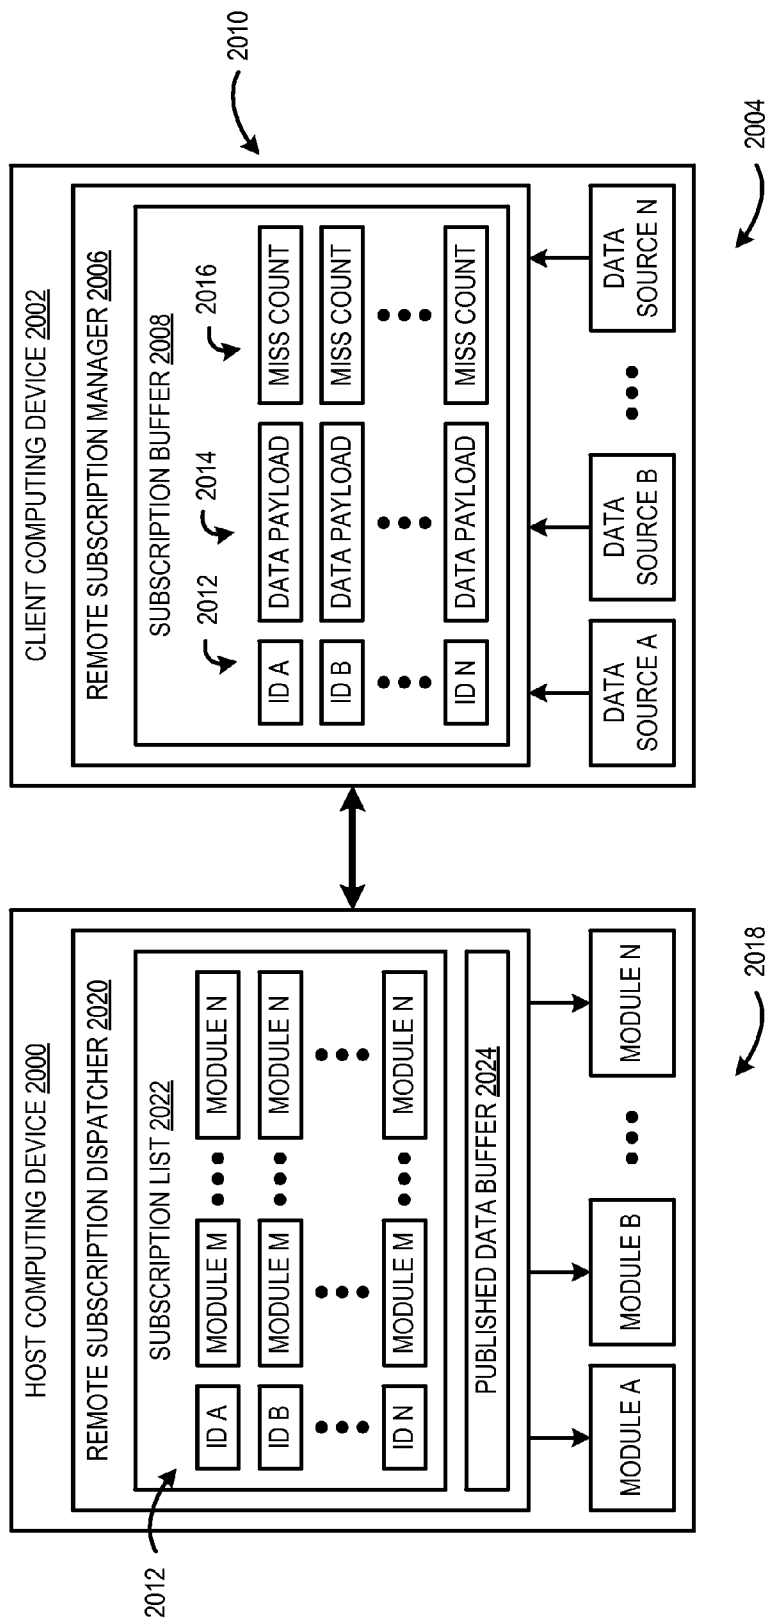 HOST COMPUTING DEVICE 2000
REMOTE SUBSCRIPTION DISPATCHER 2020
SUBSCRIPTION LIST 2022
2012
ID A
MODULE M
MODULE N
ID B
MODULE M
MODULE N
ID N
MODULE M
MODULE N
PUBLISHED DATA BUFFER 2024
MODULE A
MODULE B
MODULE N
2018
CLIENT COMPUTING DEVICE 2002
REMOTE SUBSCRIPTION MANAGER 2006
SUBSCRIPTION BUFFER 2008
2010
2012
2014
2016
ID A
DATA PAYLOAD
MISS COUNT
ID B
DATA PAYLOAD
MISS COUNT
ID N
DATA PAYLOAD
MISS COUNT
DATA
SOURCE A
DATA
SOURCE B
DATA
SOURCE N
2004